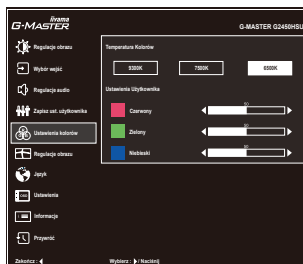 iiyama
G-MASTER
G-MASTER G2450HSU
Regulacje obrazu
Wybór wejść
Regulacje audio
Zapisz ust. użytkownika
Ustawienia kolorów
Regulacje obrazu
Język
Ustawienia
Informacje
Przywróć
Temperatura Kolorów
9300K
7500K
6500K
Ustawienia Użytkownika
Czerwony
50
Zielony
50
Niebieski
50
Zakończ :
Wybierz : / Naciśnij